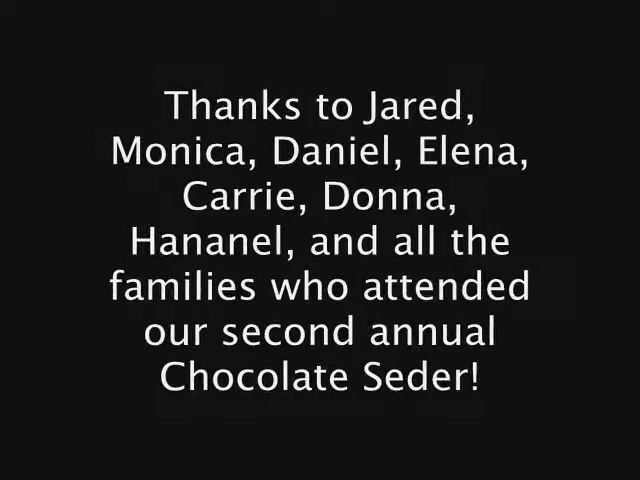 Thanks to Jared,
Monica, Daniel, Elena,
Carrie, Donna,
Hananel, and all the
families who attended
our second annual
Chocolate Seder!